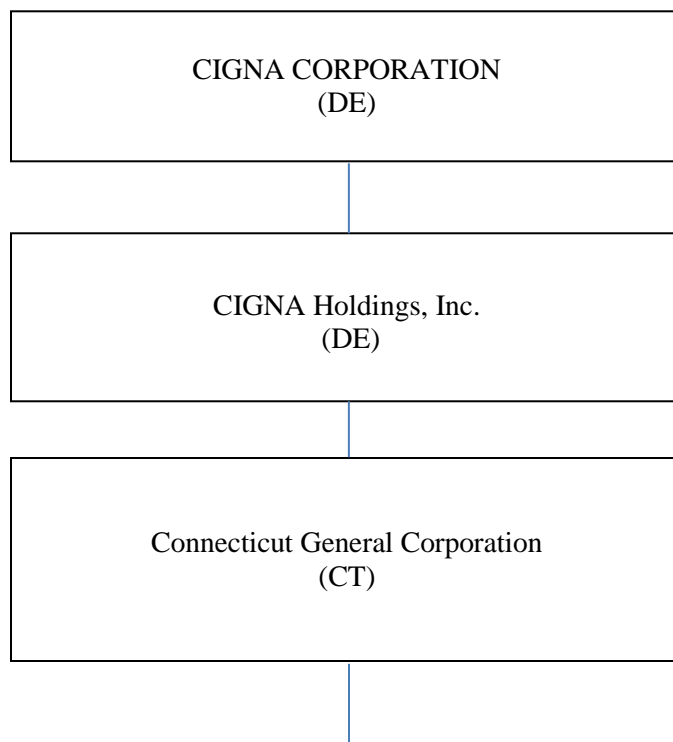 CIGNA CORPORATION
(DE)
CIGNA Holdings, Inc.
(DE)
Connecticut General Corporation
(CT)